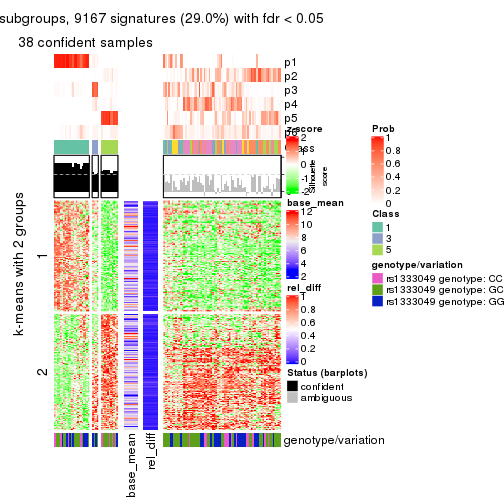 subgroups, 9167 signatures (29.0%) with fdr < 0.05
38 confident samples
p1
p2
p3
p4
p5
z-score
2
1
0
-1
-2
Silhouette
score
k-means with 2 groups
1
2
base_mean
12
10
8
6
4
2
rel_diff
1
0.8
0.6
0.4
0.2
0
Status (barplots)
confident
ambiguous
Prob
1
0.8
0.6
0.4
0.2
0
Class
1
3
5
genotype/variation
rs1333049 genotype: CC
rs1333049 genotype: GC
rs1333049 genotype: GG
genotype/variation
base_mean
rel_diff